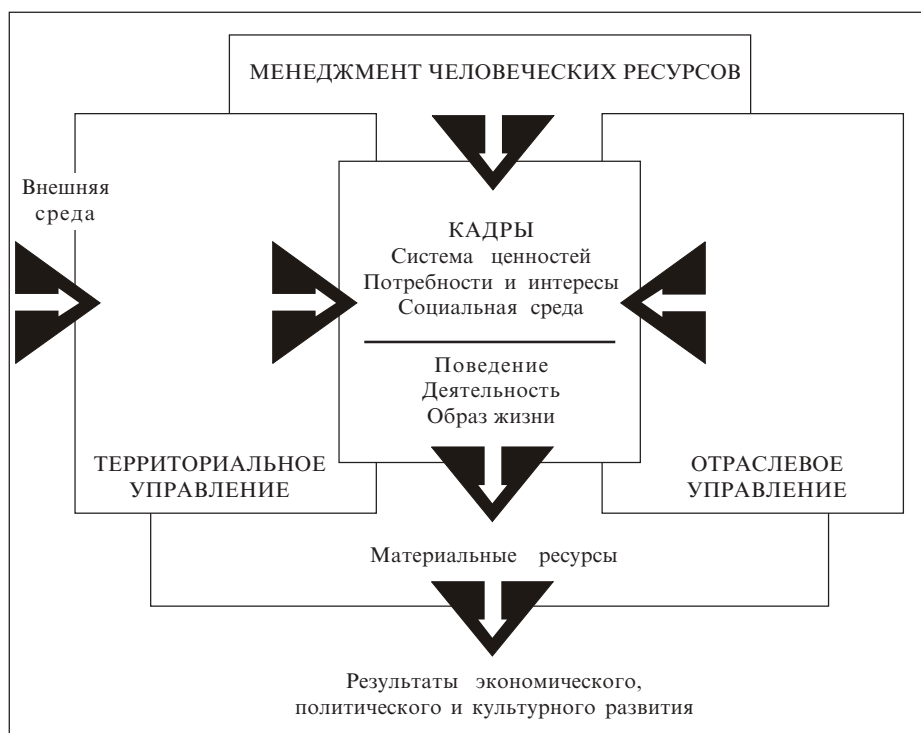 МЕНЕДЖМЕНТ ЧЕЛОВЕЧЕСКИХ РЕСУРСОВ
Внешняя
среда
КАДРЫ
Система ценностей
Потребности и интересы
Социальная среда
Поведение
Деятельность
Образ жизни
ТЕРРИТОРИАЛЬНОЕ
УПРАВЛЕНИЕ
ОТРАСЛЕВОЕ
УПРАВЛЕНИЕ
Материальные ресурсы
Результаты экономического,
политического и культурного развития